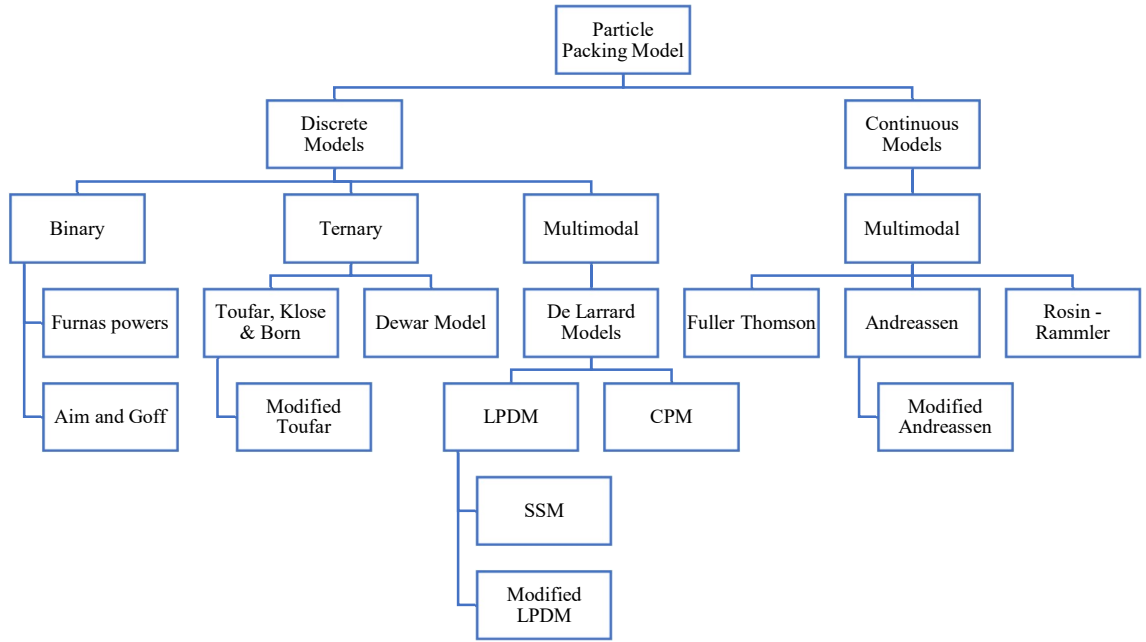 Particle
Packing Model
Discrete
Models
Continuous
Models
Binary
Ternary
Multimodal
Multimodal
Furnas powers
Toufar, Klose
& Born
Dewar Model
De Larrard
Models
Fuller Thomson
Andreassen
Rosin -
Rammler
Aim and Goff
Modified
Toufar
LPDM
CPM
Modified
Andreassen
SSM
Modified
LPDM